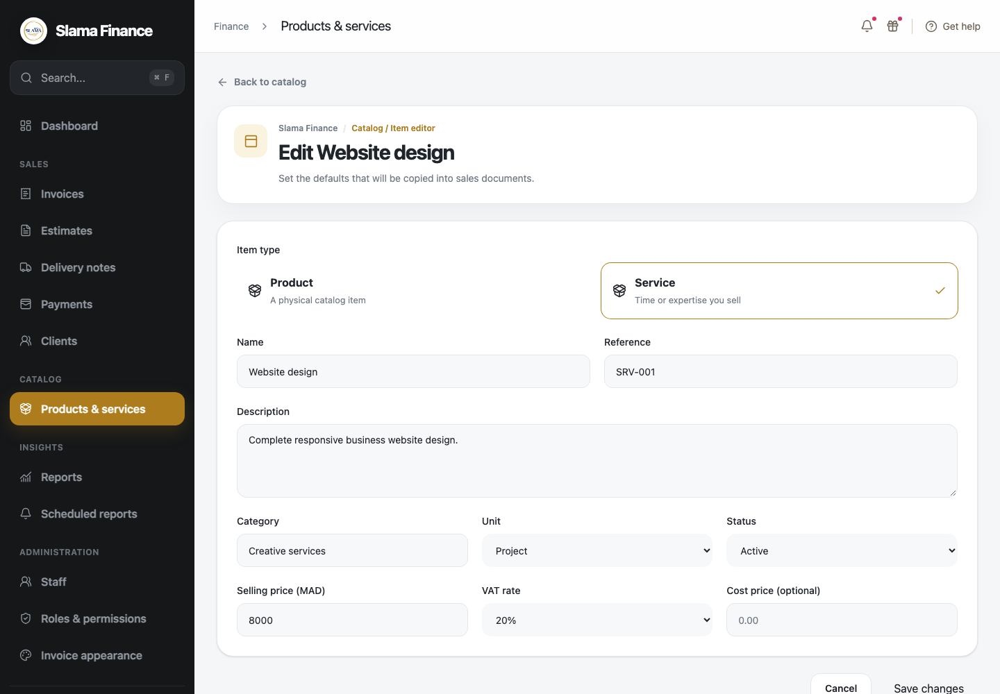 SLAMA
Slama Finance
Search...
⌘ F
Dashboard
SALES
Invoices
Estimates
Delivery notes
Payments
Clients
CATALOG
Products & services
INSIGHTS
Reports
Scheduled reports
ADMINISTRATION
Staff
Roles & permissions
Invoice appearance
Finance > Products & services
Get help
← Back to catalog
Slama Finance / Catalog / Item editor
Edit Website design
Set the defaults that will be copied into sales documents.
Item type
Product
A physical catalog item
Service
Time or expertise you sell
Name
Website design
Reference
SRV-001
Description
Complete responsive business website design.
Category
Creative services
Unit
Project
Status
Active
Selling price (MAD)
8000
VAT rate
20%
Cost price (optional)
0.00
Cancel
Save changes